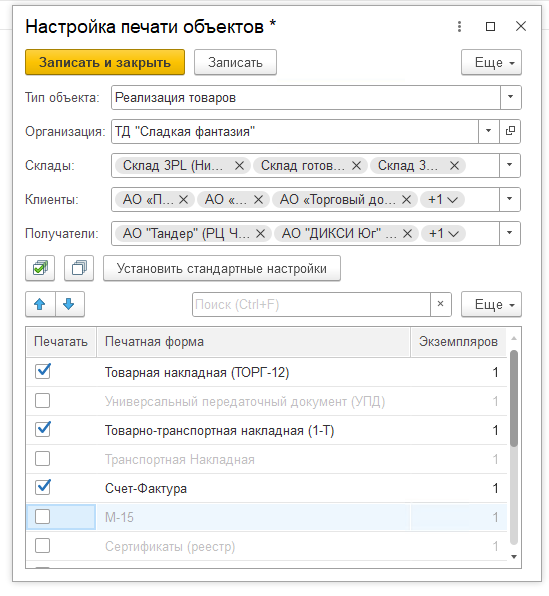 Настройка печати объектов *
Записать и закрыть Записать Еще
Тип объекта: Реализация товаров
Организация: ТД "Сладкая фантазия"
Склады: Склад 3PL (Ни... Склад готов... Склад 3...
Клиенты: АО «П... АО «... АО «Торговый до... +1
Получатели: АО "Тандер" (РЦ Ч... АО "ДИКСИ Юг" ... +1
Установить стандартные настройки
Поиск (Ctrl+F) × Еще
Печатать Печатная форма Экземпляров
Товарная накладная (ТОРГ-12) 1
Универсальный передаточный документ (УПД) 1
Товарно-транспортная накладная (1-Т) 1
Транспортная Накладная 1
Счет-Фактура 1
М-15 1
Сертификаты (реестр) 1